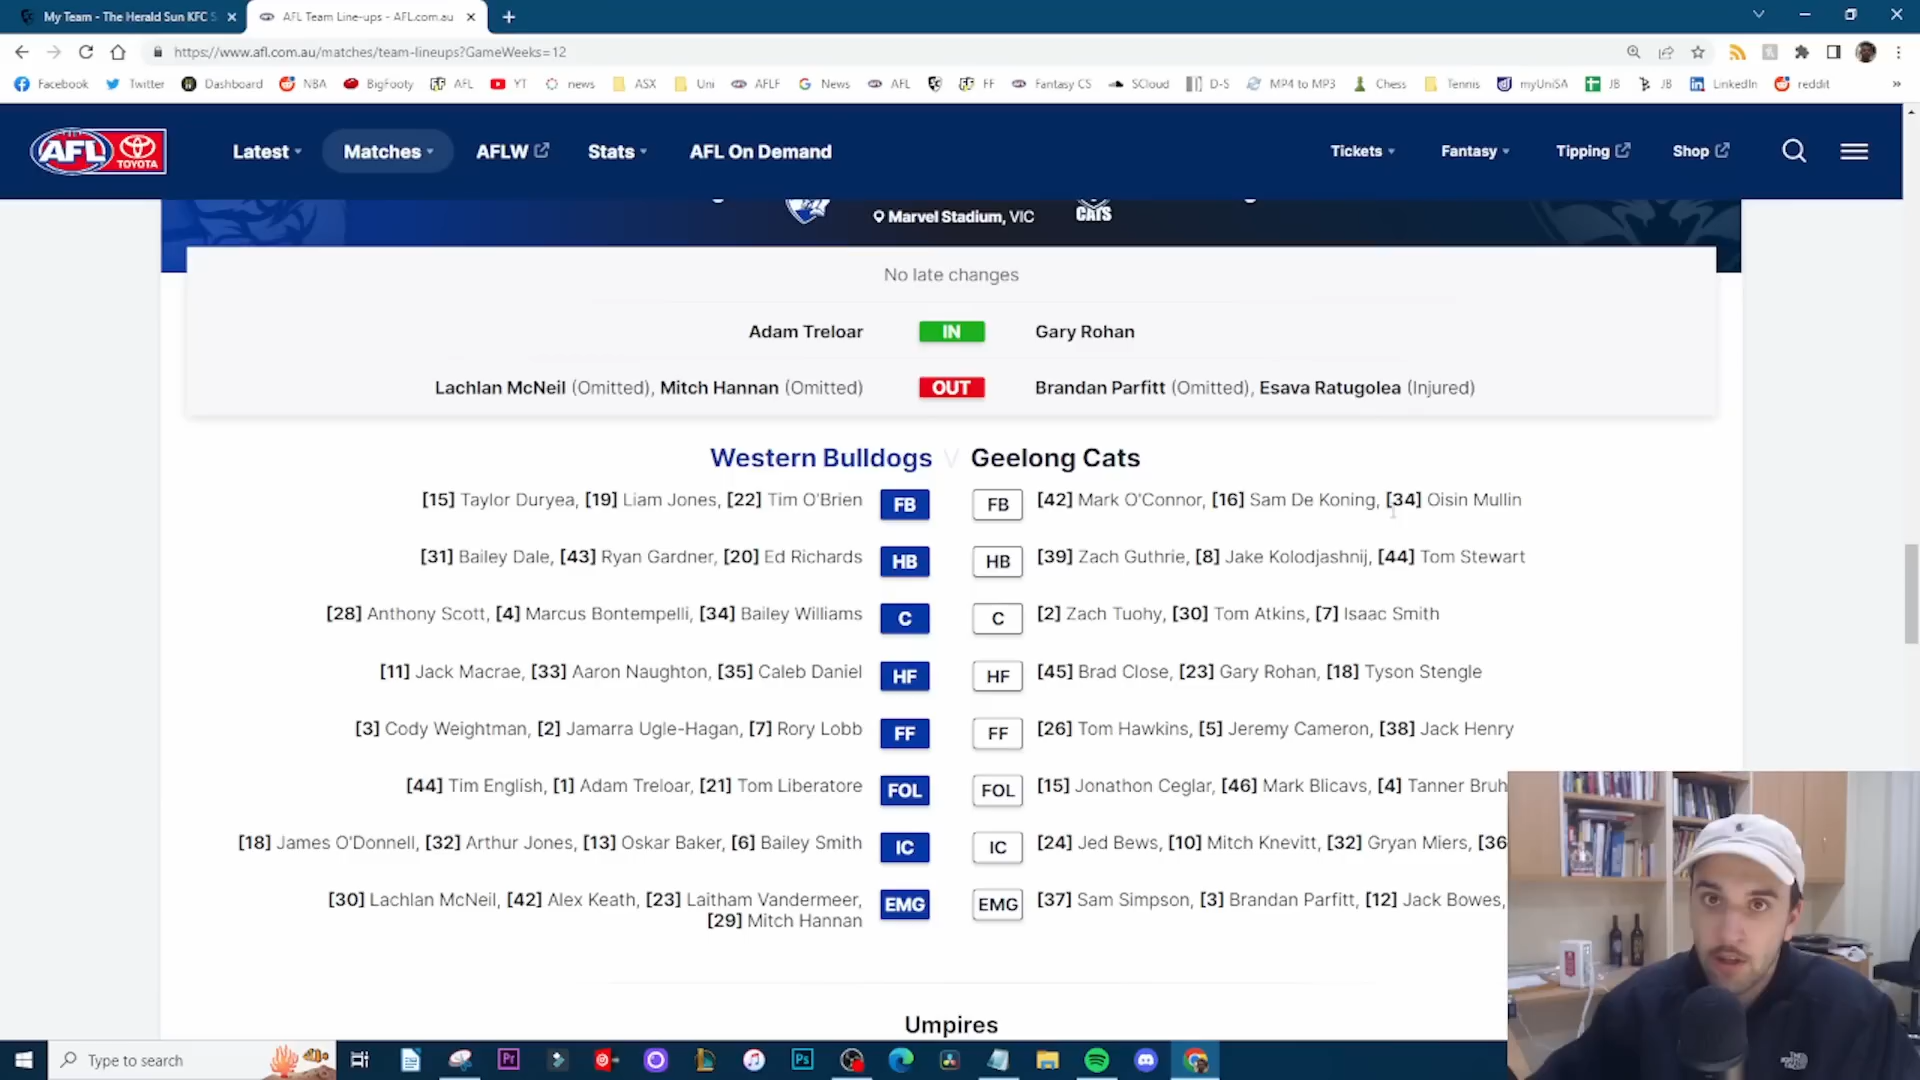 My Team - The Herald Sun KFC S
AFL Team Line-ups - AFL.com.au
https://www.afl.com.au/matches/team-lineups?GameWeeks=12
Facebook Twitter Dashboard NBA BigFooty AFL YT news ASX Uni AFLF News AFL FF Fantasy CS SCloud D-S MP4 to MP3 Chess Tennis myUniSA JB JB LinkedIn reddit »
AFL TOYOTA Latest Matches AFLW Stats AFL On Demand Tickets Fantasy Tipping Shop
Marvel Stadium, VIC CATS
No late changes
Adam Treloar IN Gary Rohan
Lachlan McNeil (Omitted), Mitch Hannan (Omitted) OUT Brandan Parfitt (Omitted), Esava Ratugolea (Injured)
Western Bulldogs V Geelong Cats
[15] Taylor Duryea, [19] Liam Jones, [22] Tim O'Brien FB FB [42] Mark O'Connor, [16] Sam De Koning, [34] Oisin Mullin
[31] Bailey Dale, [43] Ryan Gardner, [20] Ed Richards HB HB [39] Zach Guthrie, [8] Jake Kolodjashnij, [44] Tom Stewart
[28] Anthony Scott, [4] Marcus Bontempelli, [34] Bailey Williams C C [2] Zach Tuohy, [30] Tom Atkins, [7] Isaac Smith
[11] Jack Macrae, [33] Aaron Naughton, [35] Caleb Daniel HF HF [45] Brad Close, [23] Gary Rohan, [18] Tyson Stengle
[3] Cody Weightman, [2] Jamarra Ugle-Hagan, [7] Rory Lobb FF FF [26] Tom Hawkins, [5] Jeremy Cameron, [38] Jack Henry
[44] Tim English, [1] Adam Treloar, [21] Tom Liberatore FOL FOL [15] Jonathon Ceglar, [46] Mark Blicavs, [4] Tanner Bruh
[18] James O'Donnell, [32] Arthur Jones, [13] Oskar Baker, [6] Bailey Smith IC IC [24] Jed Bews, [10] Mitch Knevitt, [32] Gryan Miers, [36
[30] Lachlan McNeil, [42] Alex Keath, [23] Laitham Vandermeer, EMG EMG [37] Sam Simpson, [3] Brandan Parfitt, [12] Jack Bowes,
[29] Mitch Hannan
Umpires
Type to search Pr Ps